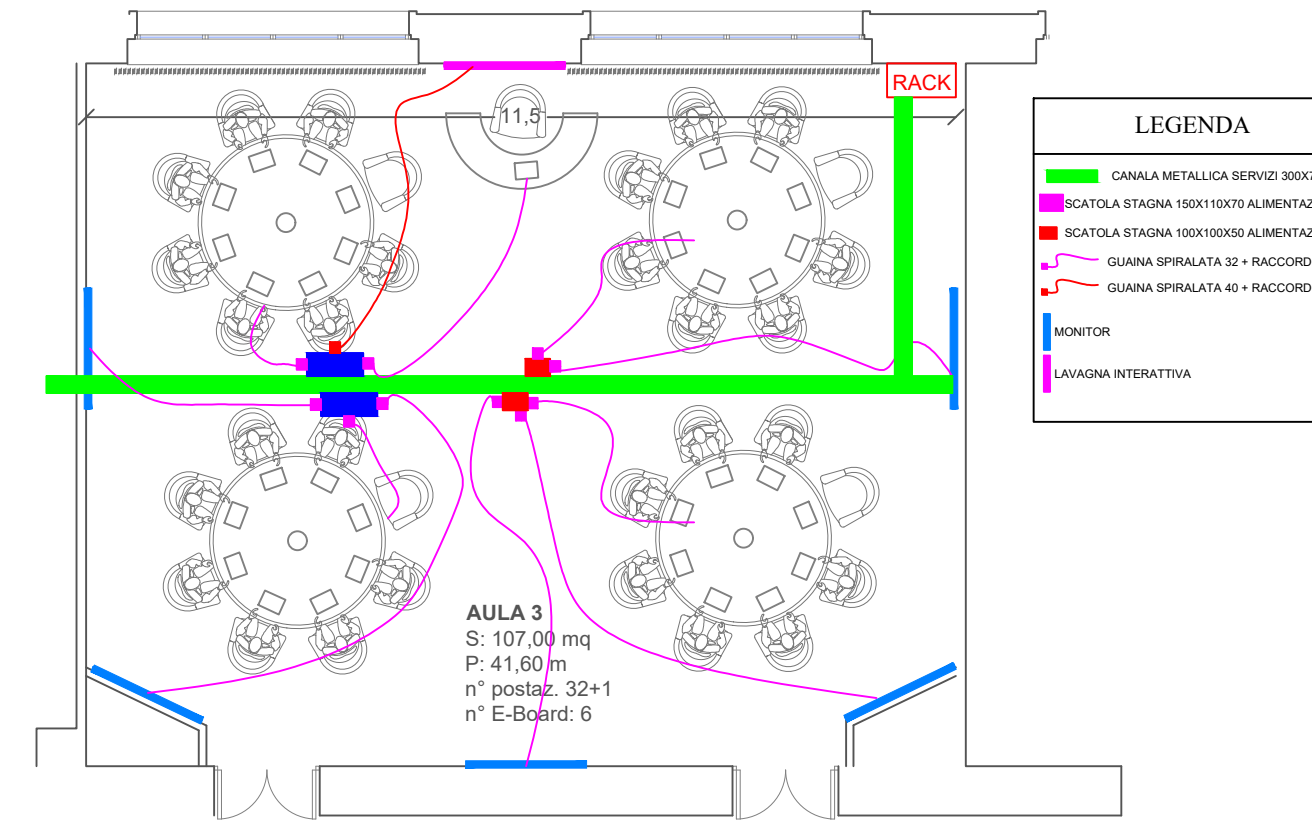 RACK
11,5
LEGENDA
CANALA METALLICA SERVIZI 300X7
SCATOLA STAGNA 150X110X70 ALIMENTAZ
SCATOLA STAGNA 100X100X50 ALIMENTAZ
GUAINA SPIRALATA 32 + RACCORD
GUAINA SPIRALATA 40 + RACCORD
MONITOR
LAVAGNA INTERATTIVA
AULA 3
S: 107,00 mq
P: 41,60 m
n° postaz. 32+1
n° E-Board: 6